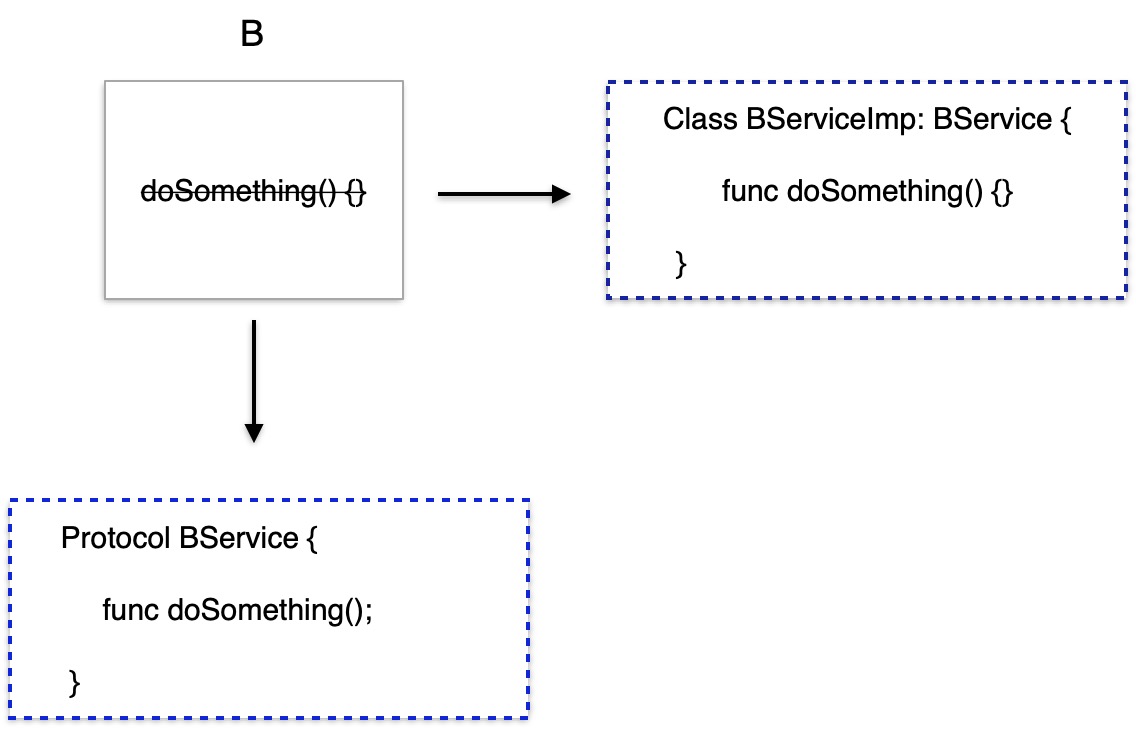 B
doSomething() {}
Class BServiceImp: BService {
func doSomething() {}
}
Protocol BService {
func doSomething();
}